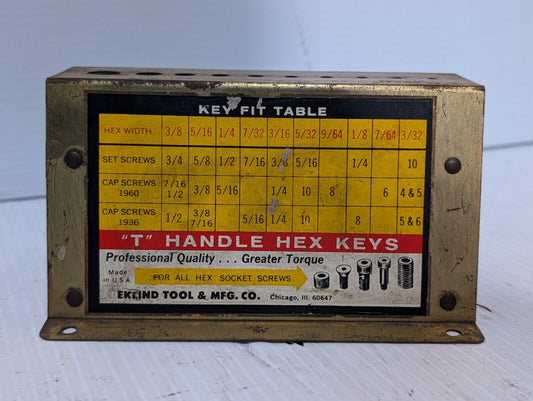 KEY FIT TABLE
HEX WIDTH 3/8 5/16 1/4 7/32 3/16 5/32 9/64 1/8 7/64 3/32
SET SCREWS 3/4 5/8 1/2 7/16 3/8 5/16 1/4 10
CAP SCREWS 1960 7/16 1/2 3/8 5/16 1/4 10 8 6 4 & 5
CAP SCREWS 1936 1/2 3/8 7/16 5/16 1/4 10 8 5 & 6
"T" HANDLE HEX KEYS
Professional Quality . . . Greater Torque
Made in U.S.A.
FOR ALL HEX SOCKET SCREWS
EKLIND TOOL & MFG. CO. Chicago, Ill. 60647